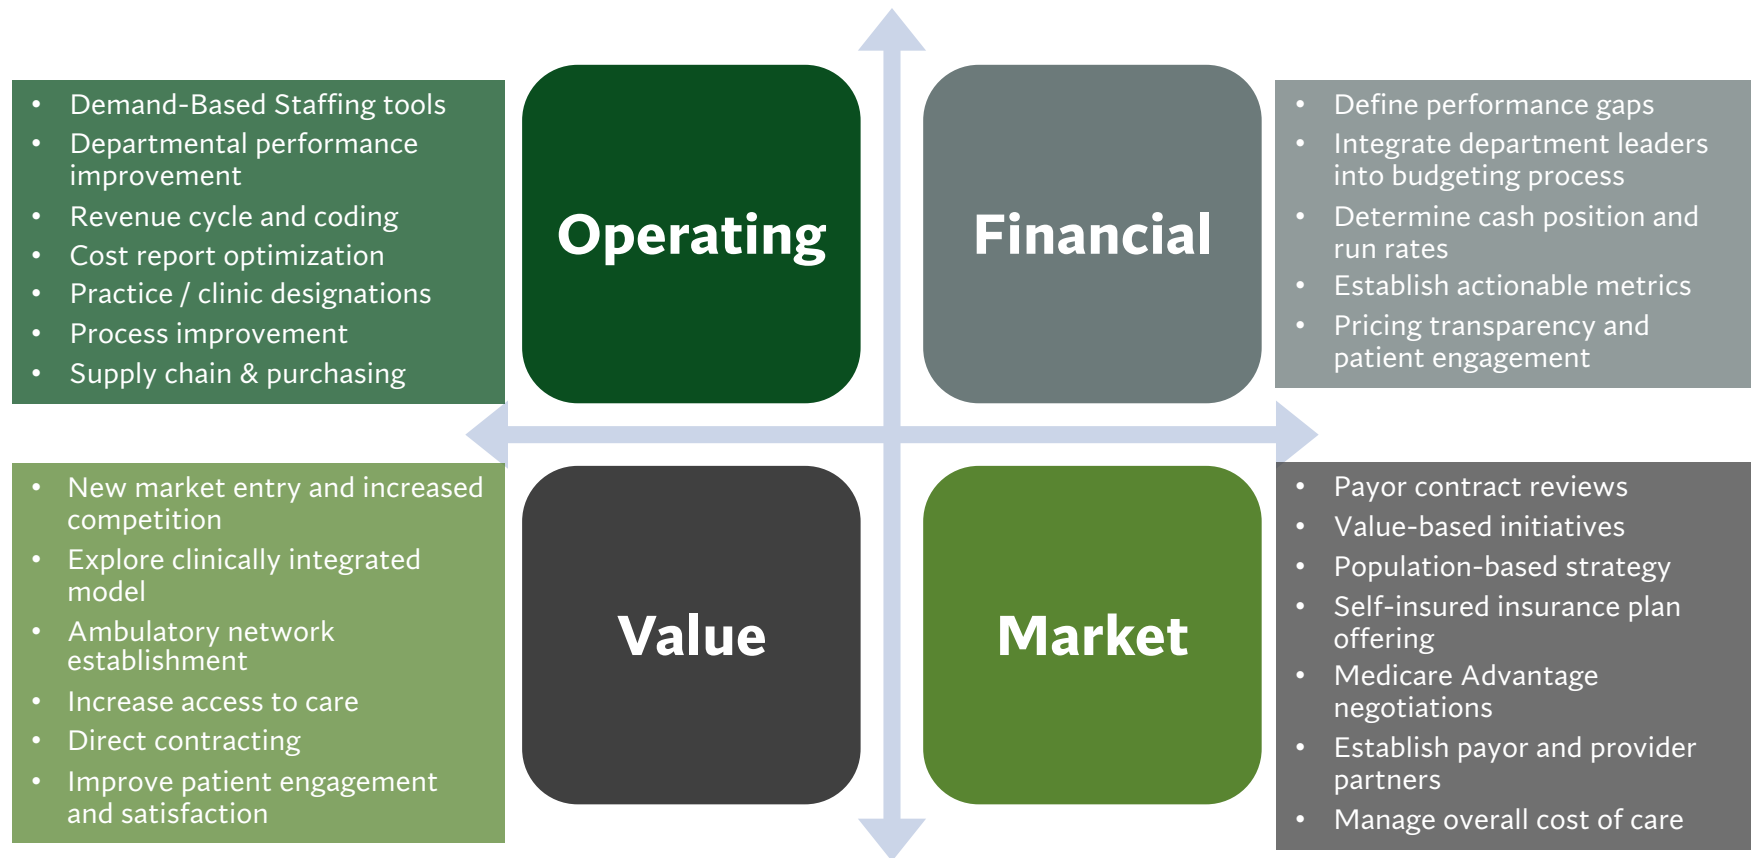 • Demand-Based Staffing tools
• Departmental performance
improvement
• Revenue cycle and coding
• Cost report optimization
• Practice / clinic designations
• Process improvement
• Supply chain & purchasing
Operating
Financial
• Define performance gaps
• Integrate department leaders
into budgeting process
• Determine cash position and
run rates
• Establish actionable metrics
• Pricing transparency and
patient engagement
• New market entry and increased
competition
• Explore clinically integrated
model
• Ambulatory network
establishment
• Increase access to care
• Direct contracting
• Improve patient engagement
and satisfaction
Value
Market
• Payor contract reviews
• Value-based initiatives
• Population-based strategy
• Self-insured insurance plan
offering
• Medicare Advantage
negotiations
• Establish payor and provider
partners
• Manage overall cost of care